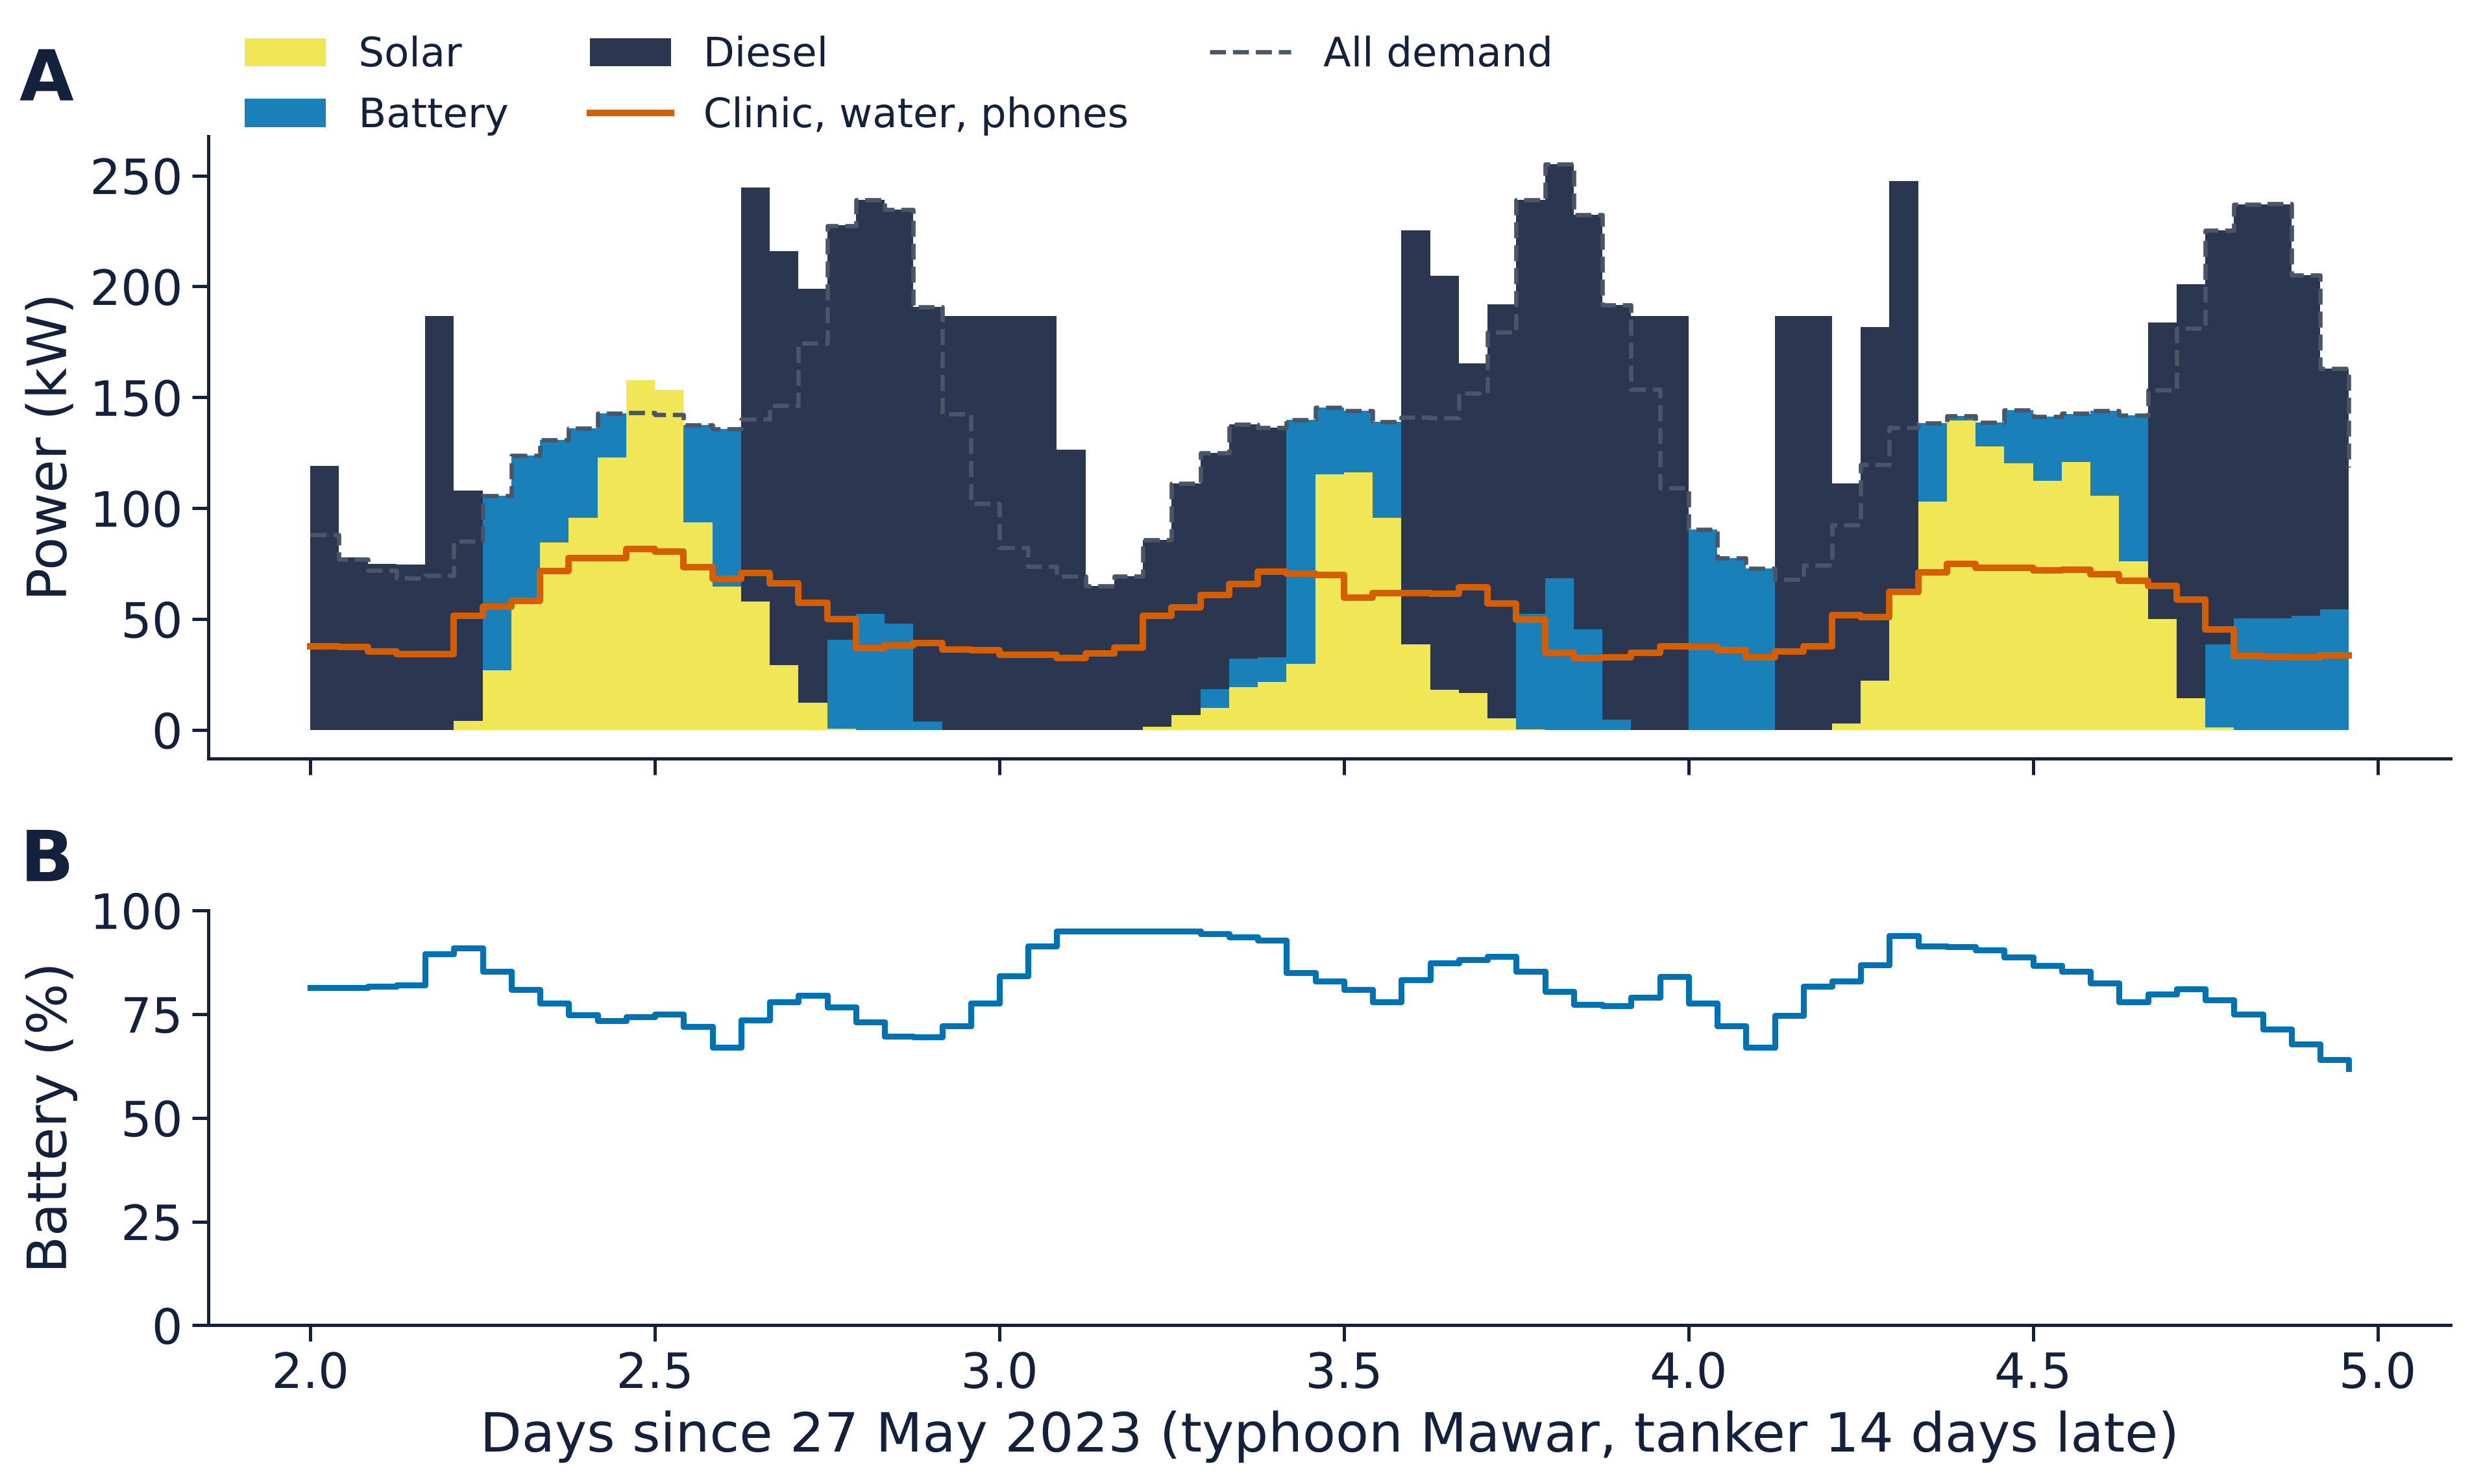 A
Solar
Battery
Diesel
Clinic, water, phones
All demand
Power (kW)
250
200
150
100
50
0
B
Battery (%)
100
75
50
25
0
2.0 2.5 3.0 3.5 4.0 4.5 5.0
Days since 27 May 2023 (typhoon Mawar, tanker 14 days late)